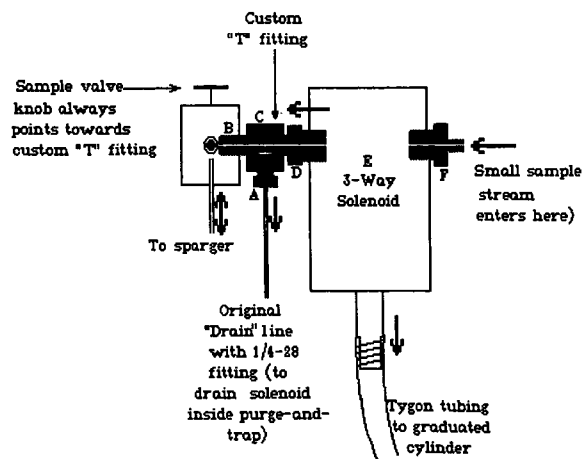 Custom
"T" fitting
Sample valve
knob always
points towards
custom "T" fitting
B
C
D
A
E
3-Way
Solenoid
F
Small sample
stream
enters here)
To sparger
Original
"Drain" line
with 1/4-28
fitting (to
drain solenoid
inside purge-and-
trap)
Tygon tubing
to graduated
cylinder